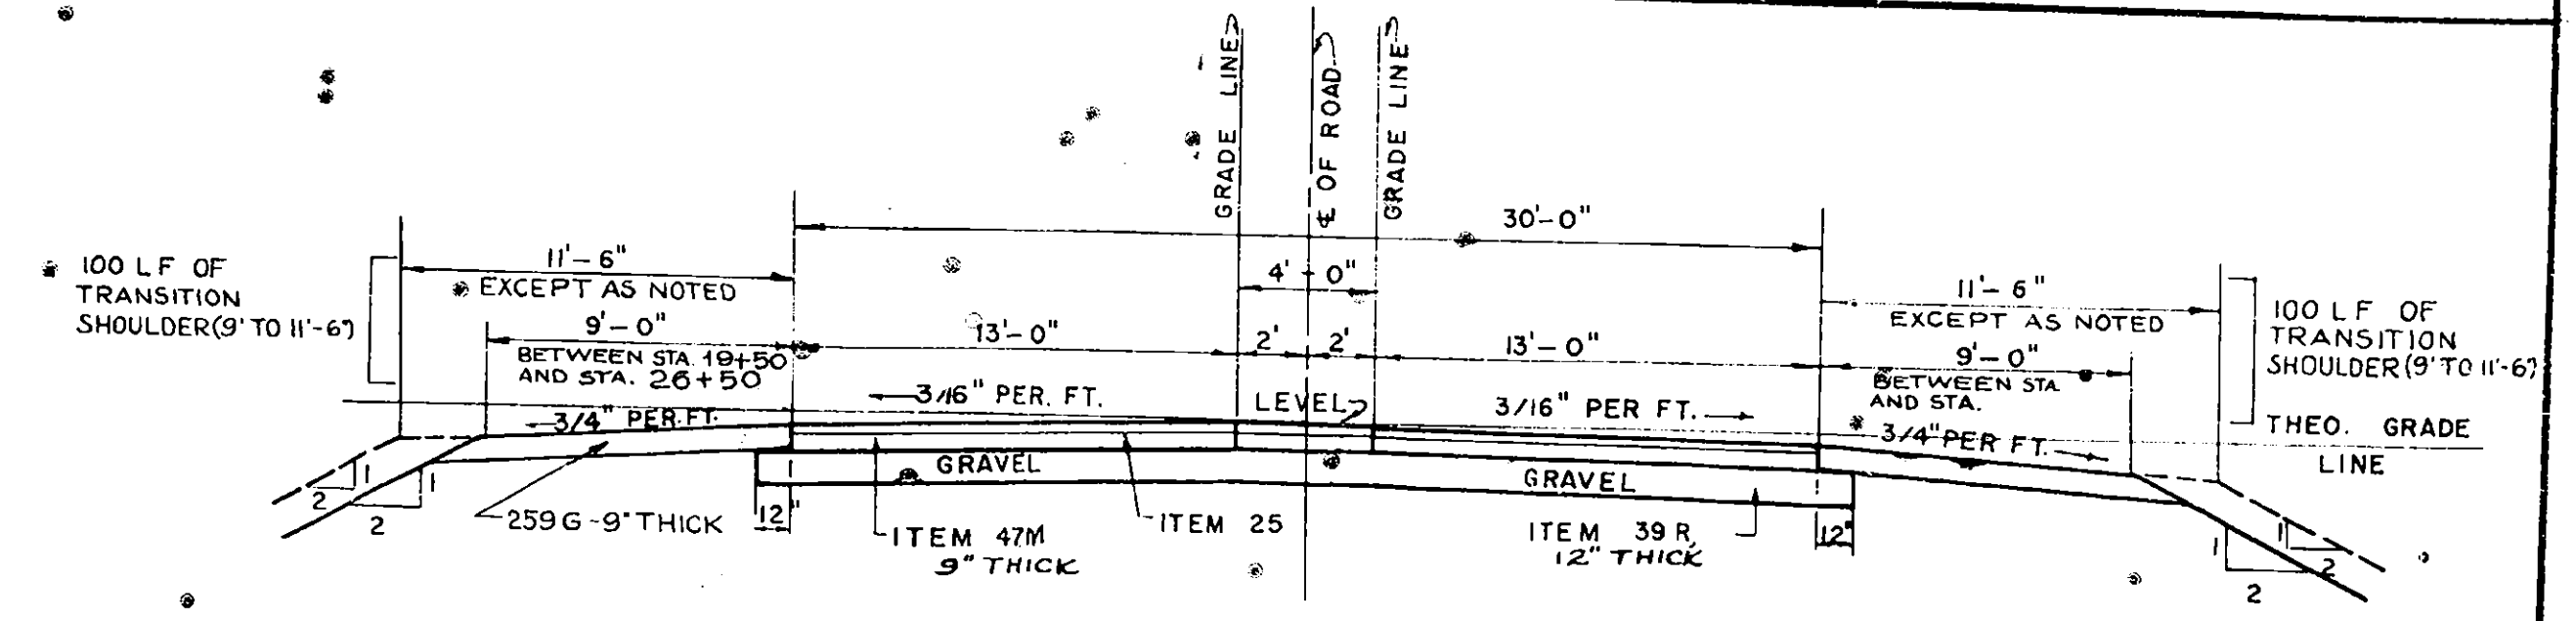 GRADE LINE
℄ OF ROAD
GRADE LINE
30'-0"
100 LF OF
TRANSITION
SHOULDER(9' TO 11'-6")
11'-6"
EXCEPT AS NOTED
9'-0"
BETWEEN STA. 19+50
AND STA. 26+50
13'-0"
4'-0"
2'
2'
13'-0"
11'-6"
EXCEPT AS NOTED
9'-0"
BETWEEN STA
AND STA.
100 LF OF
TRANSITION
SHOULDER(9' TO 11'-6")
THEO. GRADE
LINE
3/4" PER.FT.
3/16" PER. FT.
LEVEL
3/16" PER FT.
3/4" PER FT.
GRAVEL
GRAVEL
1
2
1
2
259G-9" THICK
12"
ITEM 47M
9" THICK
ITEM 25
ITEM 39R,
12" THICK
12"
1
2
1
2